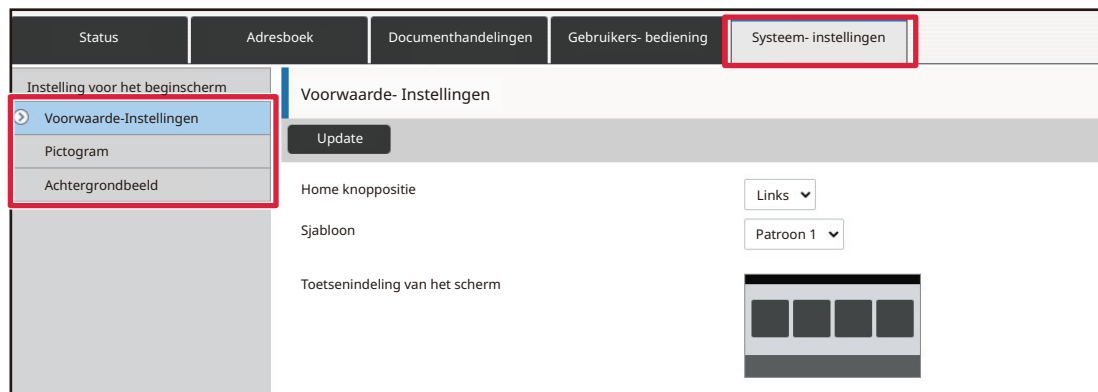 Status
Adresboek
Documenthandelingen
Gebruikers- bediening
Systeem- instellingen
Instelling voor het beginscherm
Voorwaarde-Instellingen
Pictogram
Achtergrondbeeld
Voorwaarde- Instellingen
Update
Home knoppositie
Links
Sjabloon
Patroon 1
Toetsenindeling van het scherm